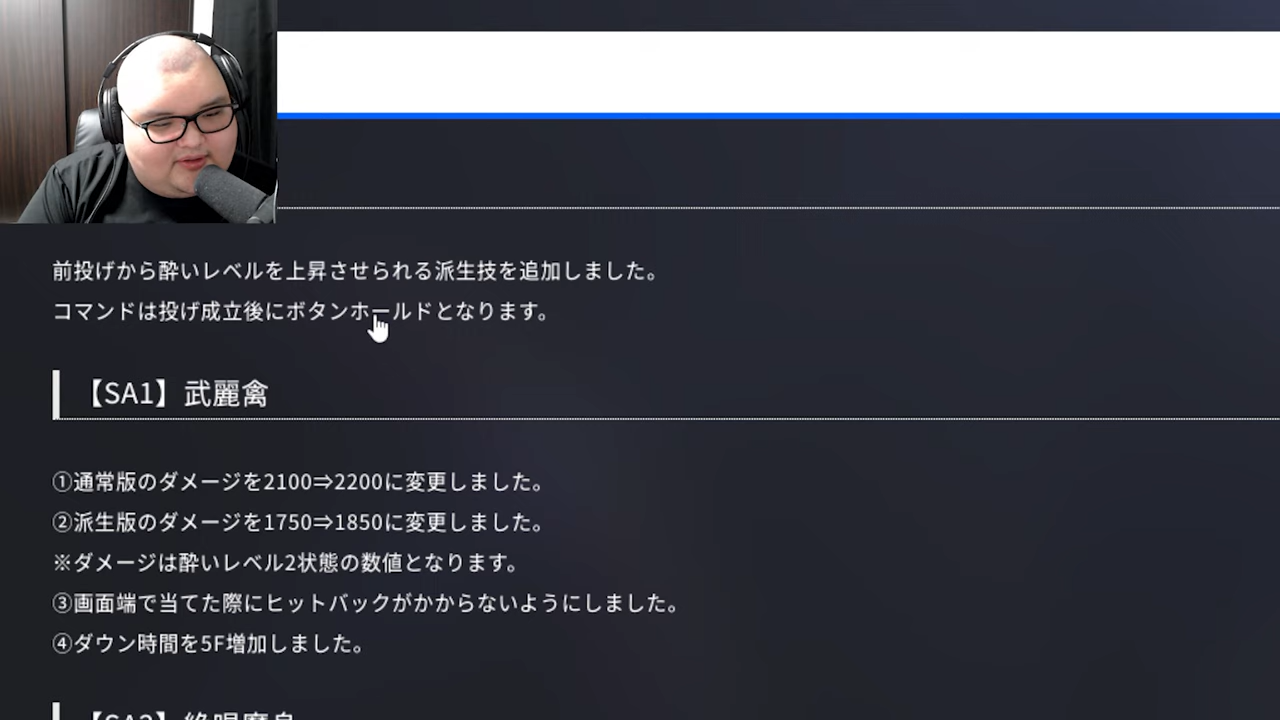 前投げから酔いレベルを上昇させられる派生技を追加しました。
コマンドは投げ成立後にボタンホールドとなります。
【SA1】武麗禽
①通常版のダメージを2100⇒2200に変更しました。
②派生版のダメージを1750⇒1850に変更しました。
※ダメージは酔いレベル2状態の数値となります。
③画面端で当てた際にヒットバックがかからないようにしました。
④ダウン時間を5F増加しました。